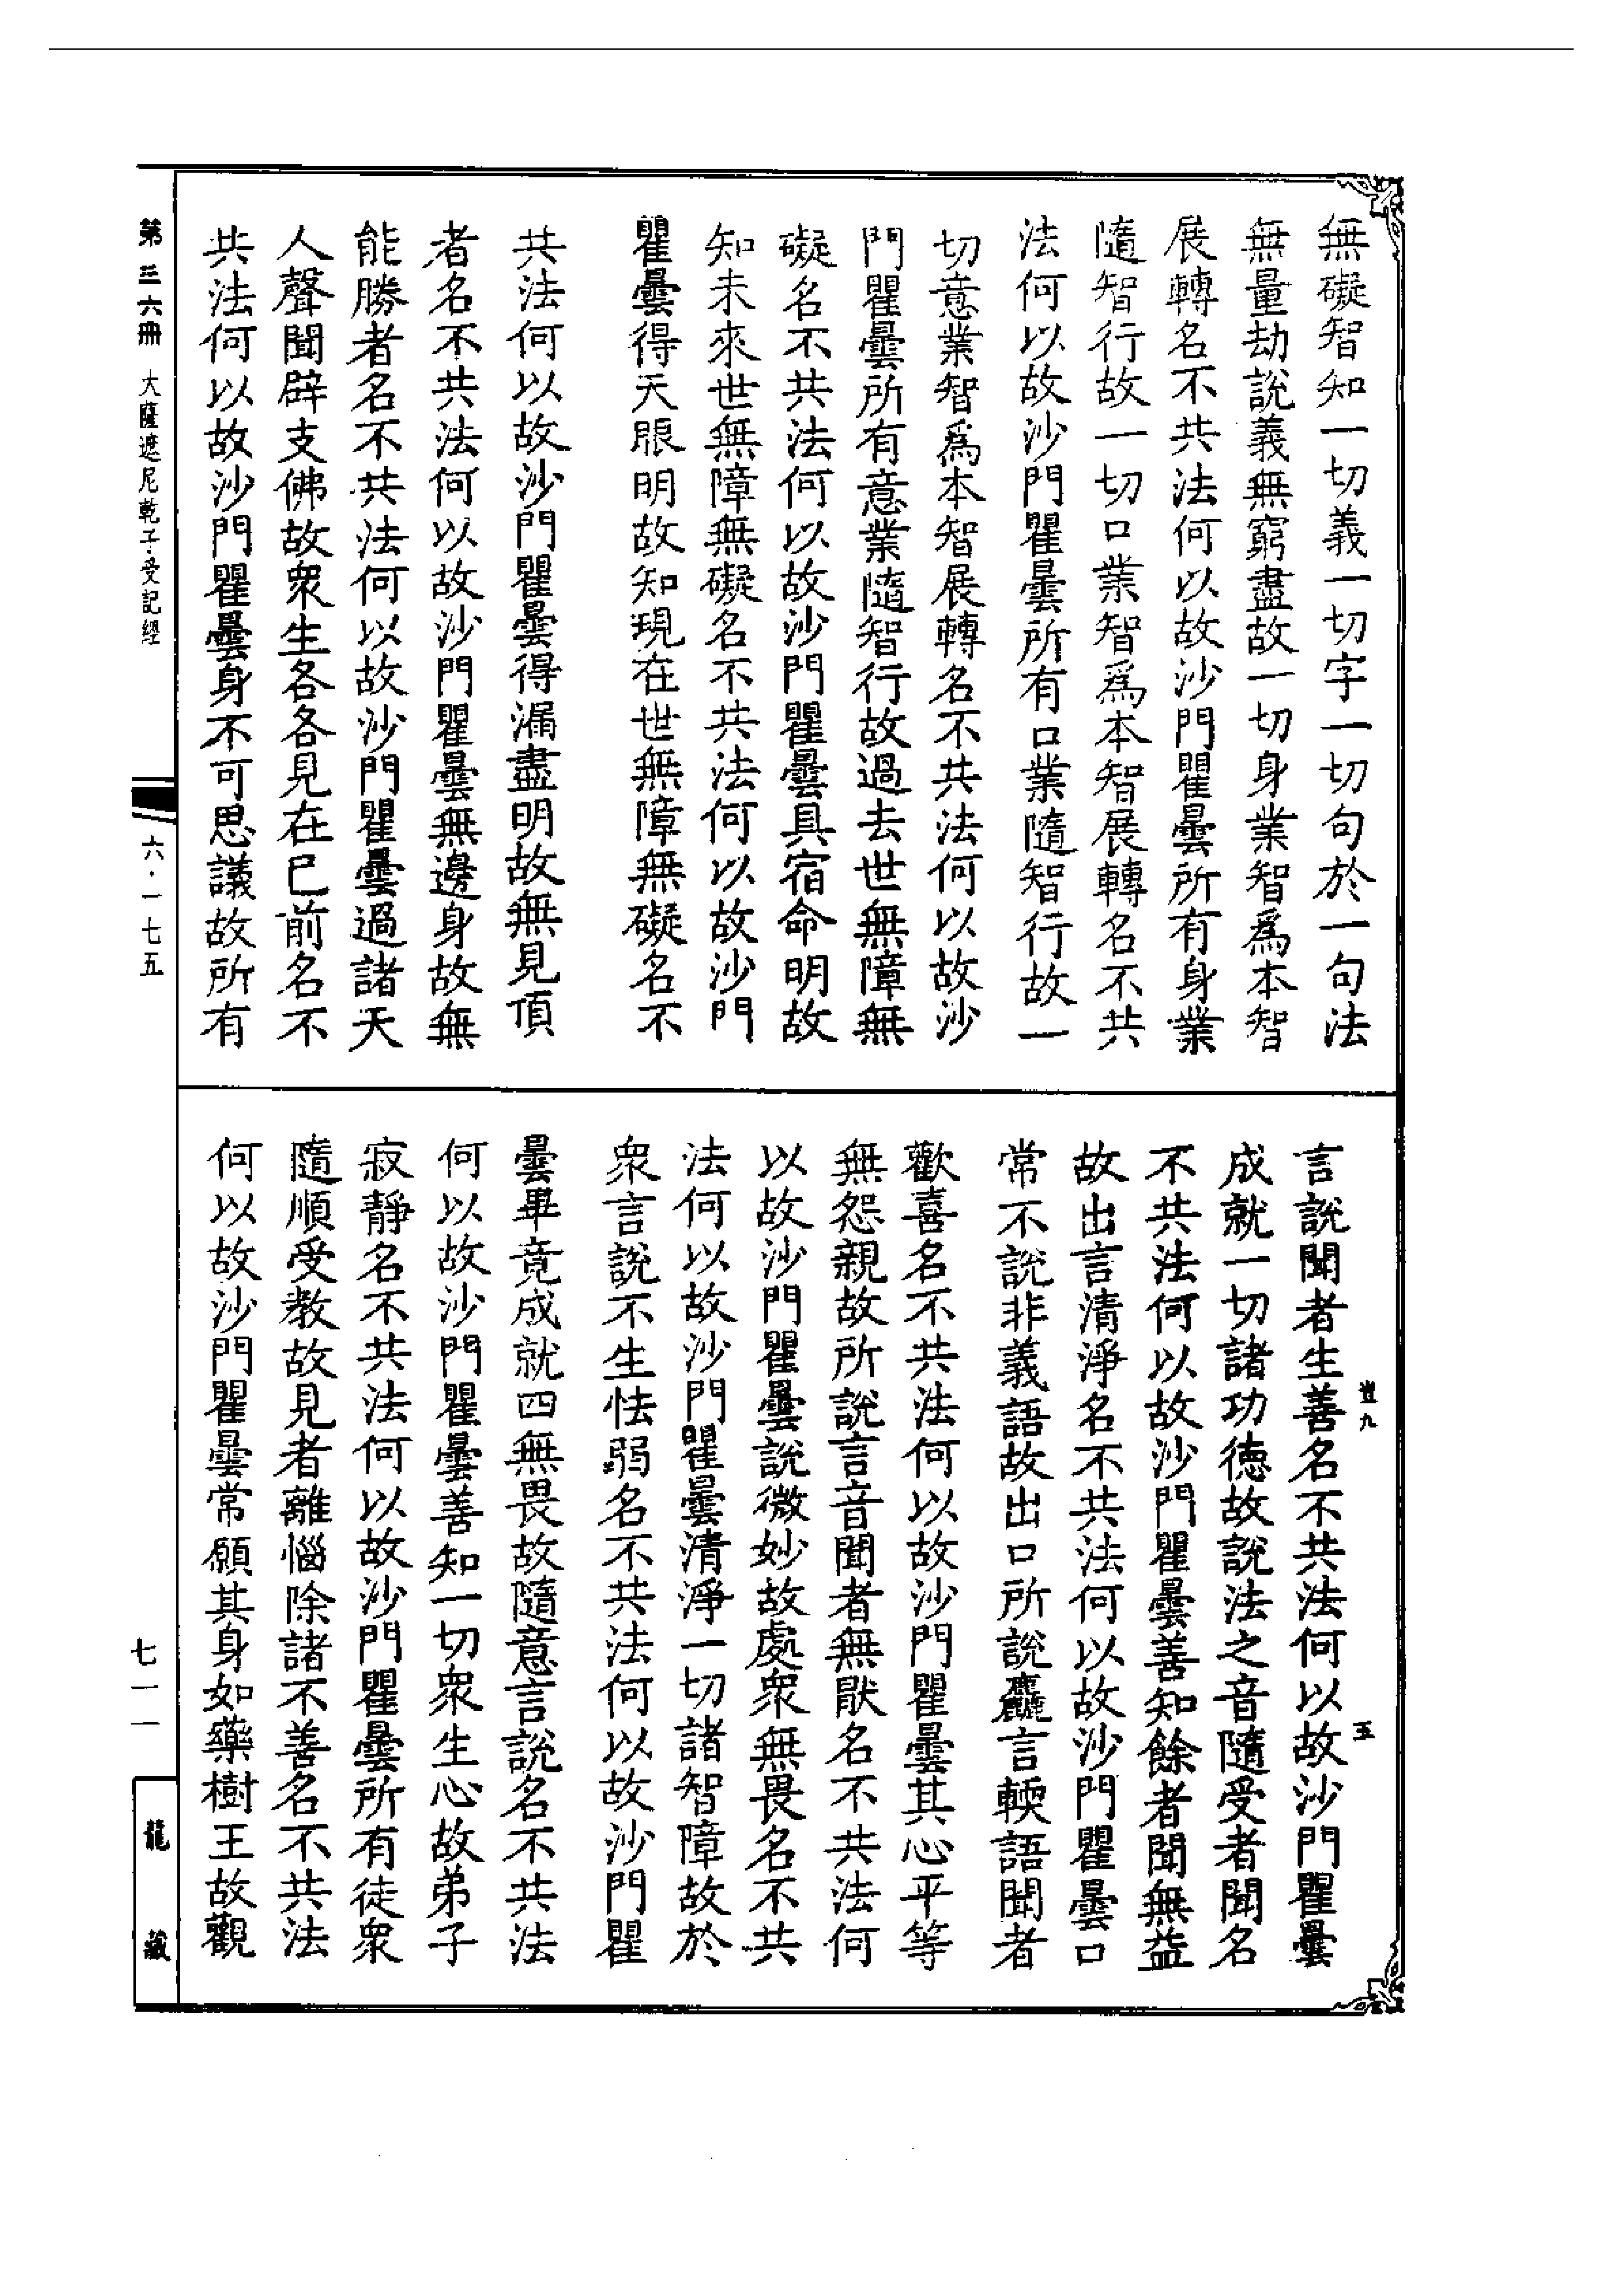 無礙智知一切義一切字一切句於一句法
無量劫說義無窮盡故一切身業智爲本智
展轉名不共法何以故沙門瞿曇所有身業
隨智行故一切口業智爲本智展轉名不共
法何以故沙門瞿曇所有口業隨智行故一
切意業智爲本智展轉名不共法何以故沙
門瞿曇所有意業隨智行故過去世無障無
礙名不共法何以故沙門瞿曇具宿命明故
知未來世無障無礙名不共法何以故沙門
瞿曇得天眼明故知現在世無障無礙名不
共法何以故沙門瞿曇得漏盡明故無見頂
者名不共法何以故沙門瞿曇無邊身故無
能勝者名不共法何以故沙門瞿曇過諸天
人聲聞辟支佛故衆生各各見在已前名不
共法何以故沙門瞿曇身不可思議故所有
言說聞者生善名不共法何以故沙門瞿曇
成就一切諸功德故說法之音隨受者聞名
不共法何以故沙門瞿曇善知餘者聞無益
故出言清淨名不共法何以故沙門瞿曇口
常不說非義語故出口所說麤言輭語聞者
歡喜名不共法何以故沙門瞿曇其心平等
無怨親故所說言音聞者無猒名不共法何
以故沙門瞿曇說微妙故處衆無畏名不共
法何以故沙門瞿曇清淨一切諸智障故於
衆言說不生怯弱名不共法何以故沙門瞿
曇畢竟成就四無畏故隨意言說名不共法
何以故沙門瞿曇善知一切衆生心故弟子
寂靜名不共法何以故沙門瞿曇所有徒衆
隨順受教故見者離惱除諸不善名不共法
何以故沙門瞿曇常願其身如藥樹王故觀
豈九
五
第三六冊 大薩遮尼乾子受記經
六·一七五
七一一
龍藏